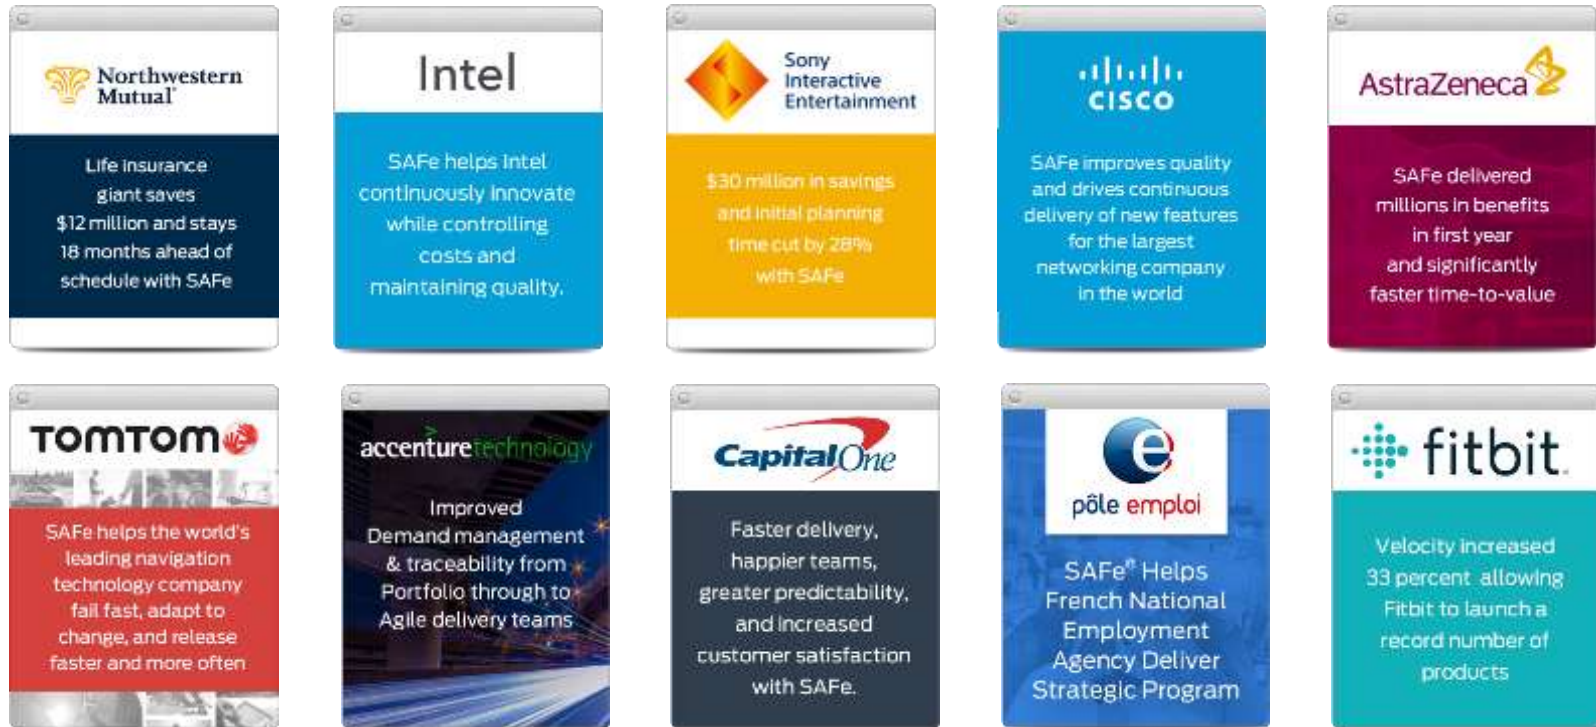 Northwestern
Mutual
Life insurance
giant saves
$12 million and stays
18 months ahead of
schedule with SAFe
Intel
SAFe helps Intel
continuously innovate
while controlling
costs and
maintaining quality.
Sony
Interactive
Entertainment
$30 million in savings
and initial planning
time cut by 28%
with SAFe
CISCO
SAFe improves quality
and drives continuous
delivery of new features
for the largest
networking company
in the world
AstraZeneca
SAFe delivered
millions in benefits
in first year
and significantly
faster time-to-value
TOMTOM
SAFe helps the world's
leading navigation
technology company
fail fast, adapt to
change, and release
faster and more often
accenturetechnology
Improved
Demand management
& traceability from
Portfolio through to
Agile delivery teams
CapitalOne
Faster delivery,
happier teams,
greater predictability,
and increased
customer satisfaction
with SAFe.
e
pôle emploi
SAFe® Helps
French National
Employment
Agency Deliver
Strategic Program
fitbit.
Velocity increased
33 percent allowing
Fitbit to launch a
record number of
products